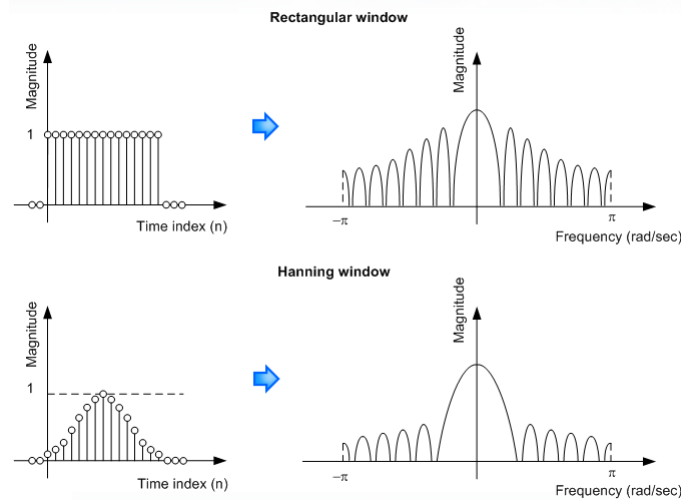 Rectangular window
Magnitude
1
Time index (n)
Magnitude
−π
π
Frequency (rad/sec)
Hanning window
Magnitude
1
Time index (n)
Magnitude
−π
π
Frequency (rad/sec)